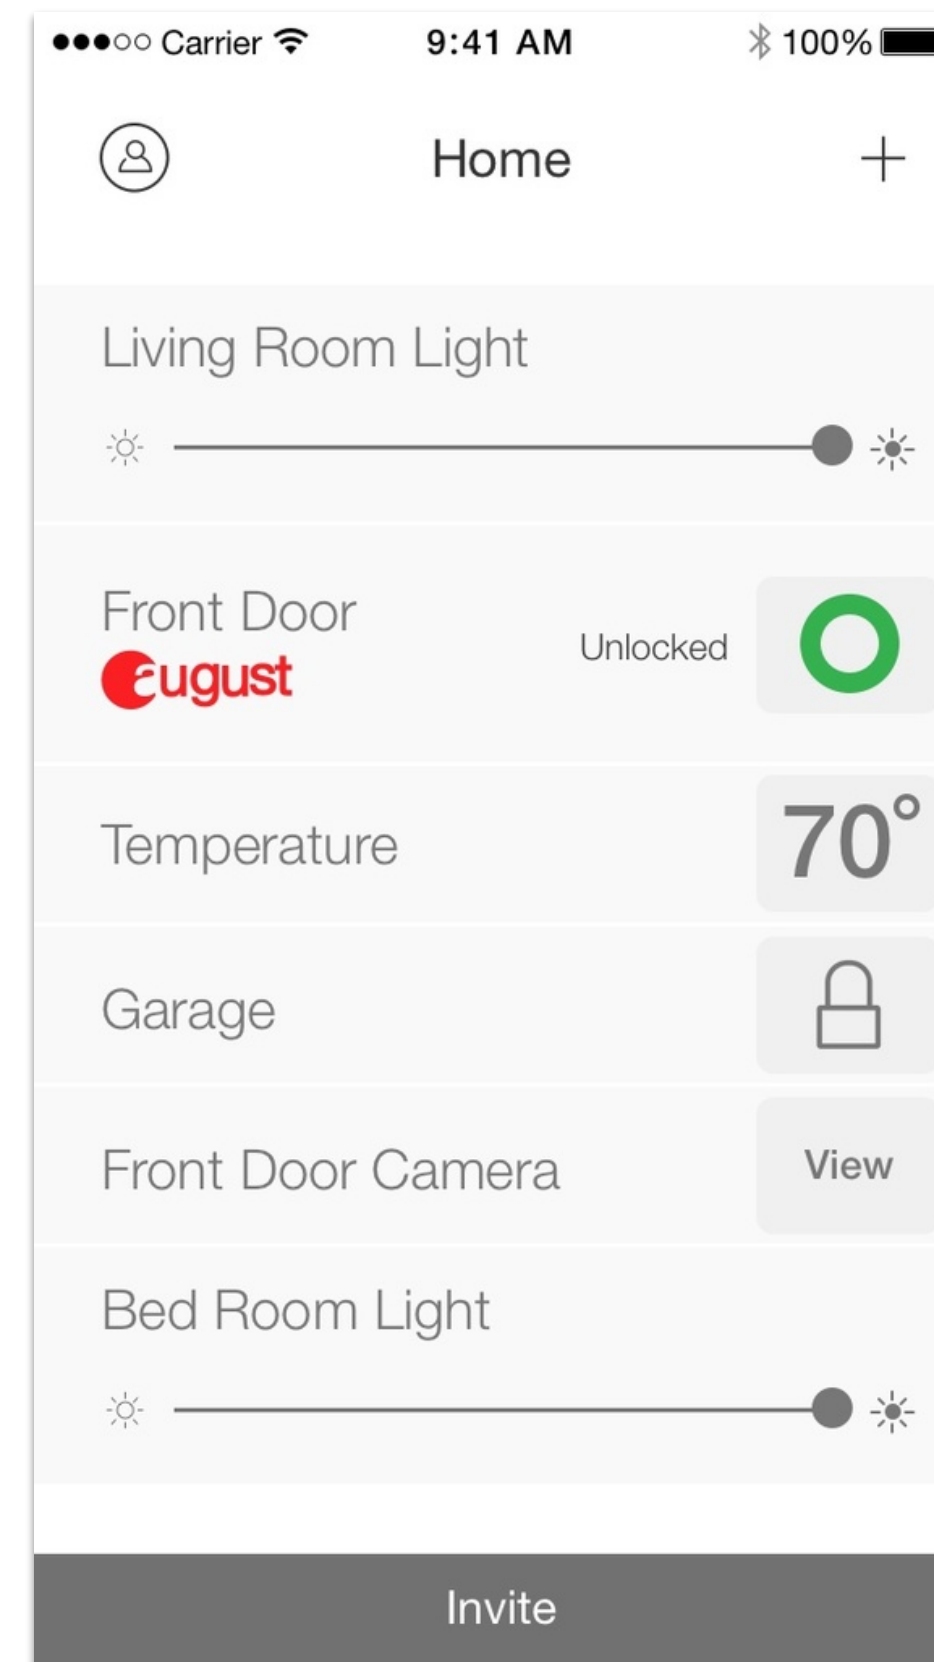 Carrier 9:41 AM 100%
Home
Living Room Light
Front Door
august
Unlocked
Temperature
70°
Garage
Front Door Camera
View
Bed Room Light
Invite